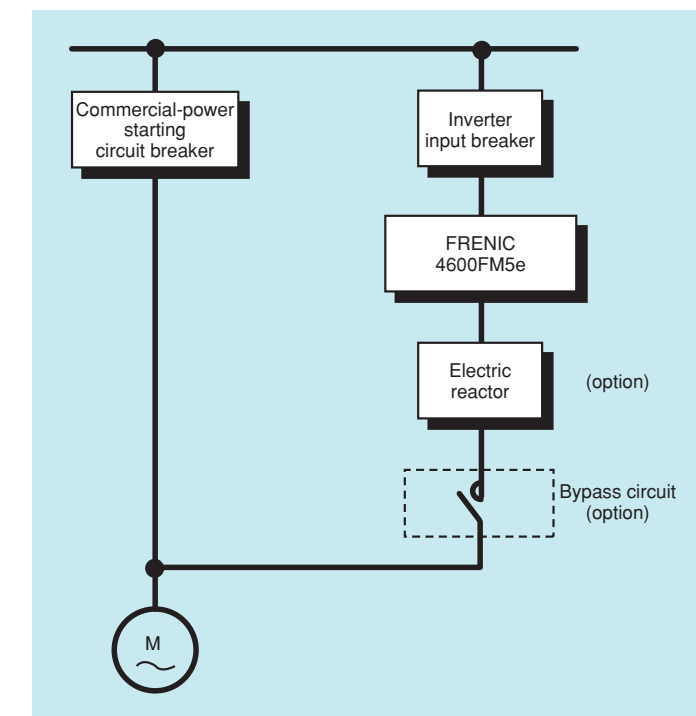 Commercial-power
starting
circuit breaker
Inverter
input breaker
FRENIC
4600FM5e
Electric
reactor
(option)
Bypass circuit
(option)
M